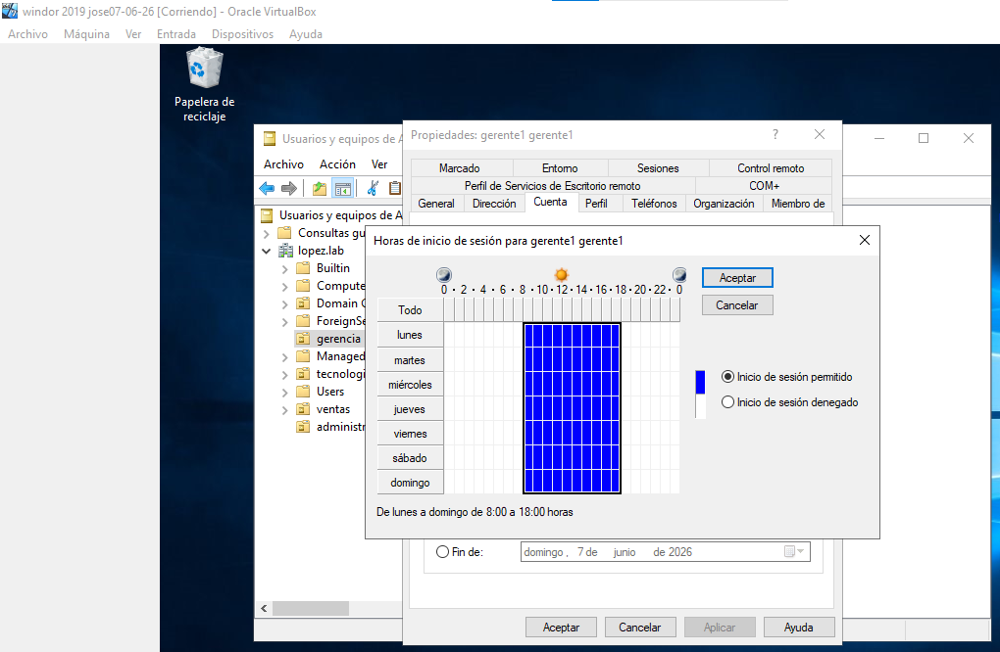 windor 2019 jose07-06-26 [Corriendo] - Oracle VirtualBox
Archivo Máquina Ver Entrada Dispositivos Ayuda
Papelera de
reciclaje
Usuarios y equipos de A
Archivo Acción Ver
Usuarios y equipos de A
Consultas gu
lopez.lab
Builtin
Compute
Domain C
ForeignSe
gerencia
Managed
tecnologi
Users
ventas
administr
Propiedades: gerente1 gerente1 ?
Marcado Entorno Sesiones Control remoto
Perfil de Servicios de Escritorio remoto COM+
General Dirección Cuenta Perfil Teléfonos Organización Miembro de
Horas de inicio de sesión para gerente1 gerente1
0 · 2 · 4 · 6 · 8 · 10 · 12 · 14 · 16 · 18 · 20 · 22 · 0
Todo
lunes
martes
miércoles
jueves
viernes
sábado
domingo
Aceptar
Cancelar
Inicio de sesión permitido
Inicio de sesión denegado
De lunes a domingo de 8:00 a 18:00 horas
Fin de: domingo , 7 de junio de 2026
Aceptar Cancelar Aplicar Ayuda